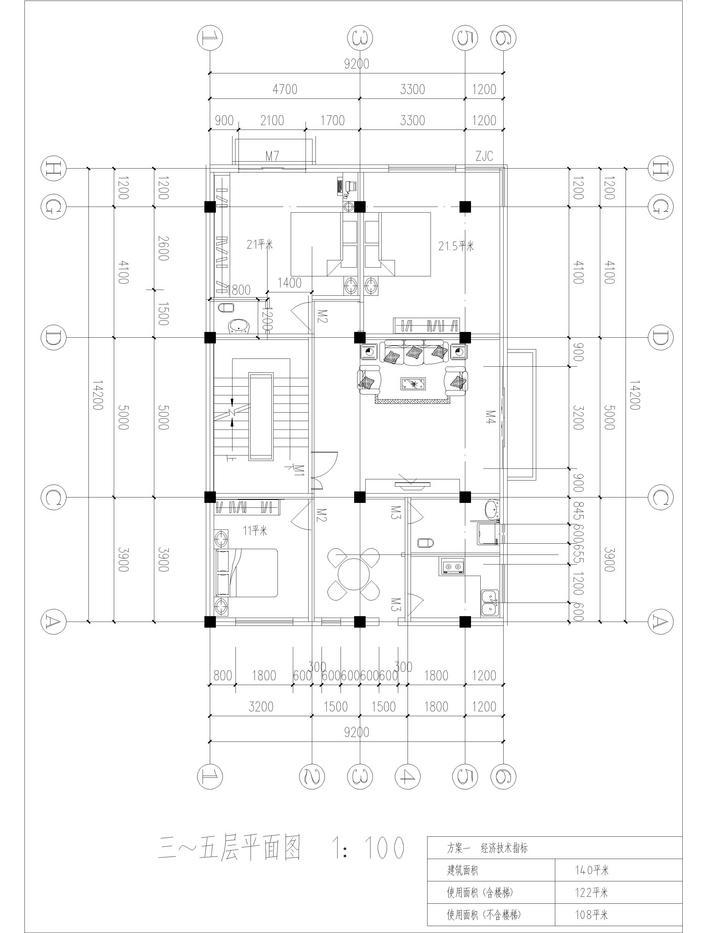 1 3 5 6
9200
4700 3300 1200
900 2100 1700 3300 1200
M7 ZJC
H H
1200 1200 1200 1200
G G
21平米 21.5平米
4100 2600 4100 4100
1400
1800
1500 1200 M2
D D
900
14200 5000 5000 3200 5000 14200
M4
上 M1
900
C C
M2 M3 845
11平米
600
655
3900 3900 1200 3900
M3
600
A A
300 300
800 1800 600 600 600 600 600 1800 1200
3200 1500 1500 1800 1200
9200
1 2 3 4 5 6
三~五层平面图 1：100
方案一 经济技术指标
建筑面积 140平米
使用面积（含楼梯） 122平米
使用面积（不含楼梯） 108平米